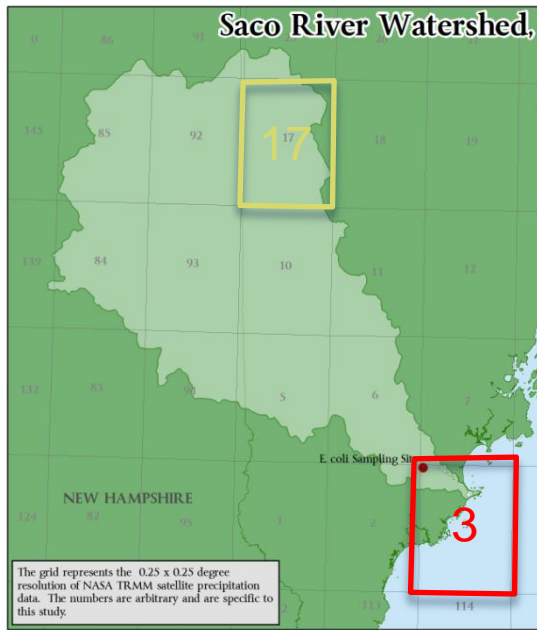 Saco River Watershed,
0 86 91
145 85 92 17 17 18 19
139 84 93 10 11 12
132 83 5 6 7
E. coli Sampling Sit
NEW HAMPSHIRE
124 82 95 1 2 3
The grid represents the 0.25 x 0.25 degree
resolution of NASA TRMM satellite precipitation
data. The numbers are arbitrary and are specific to
this study.
2 113 114